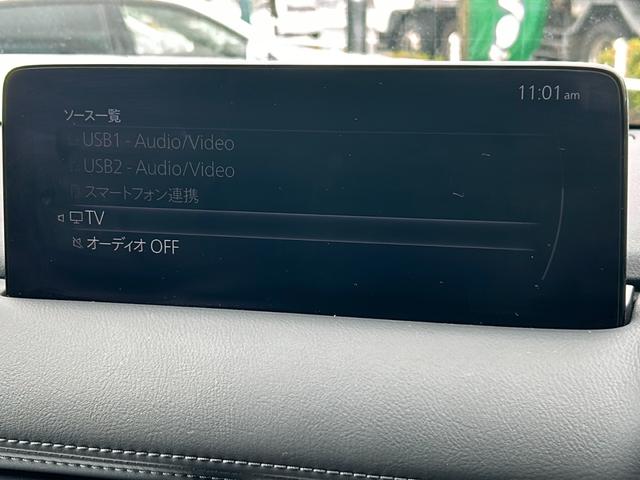 11:01 am
ソース一覧
USB1 - Audio/Video
USB2 - Audio/Video
スマートフォン連携
TV
オーディオ OFF